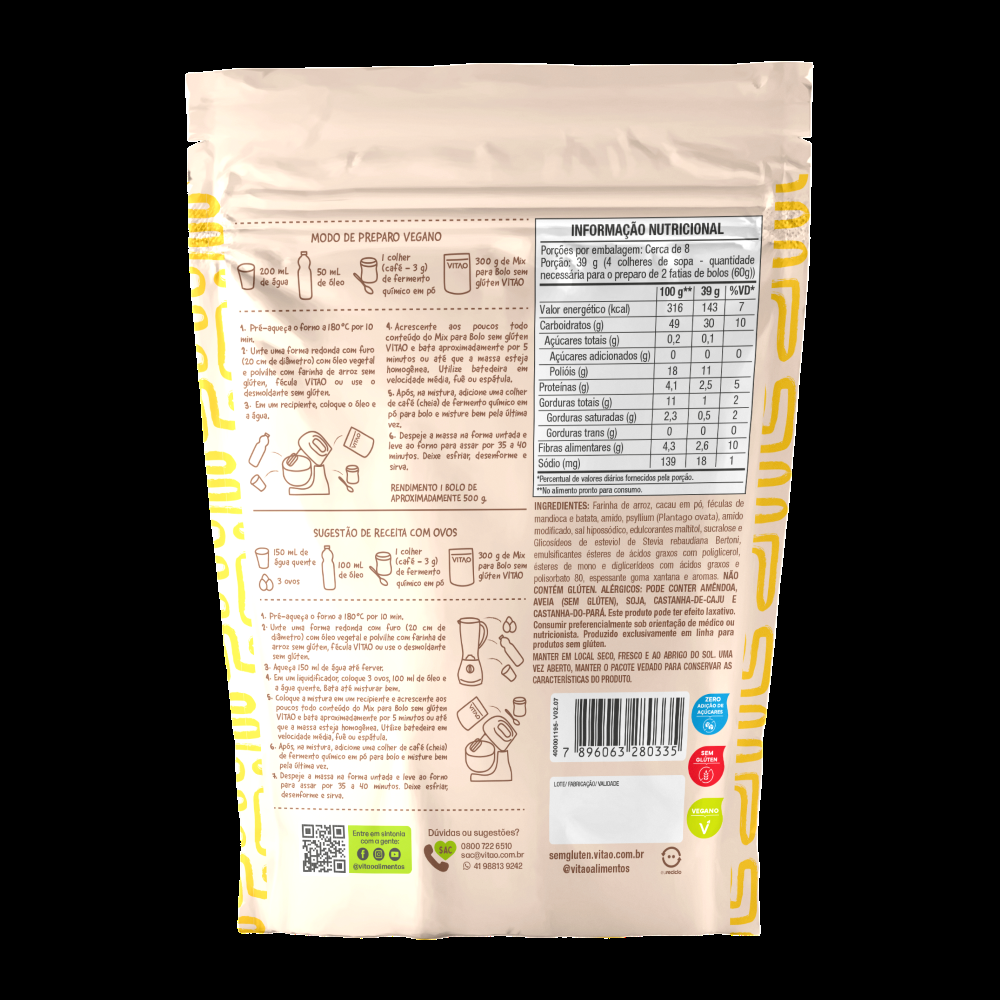 MODO DE PREPARO VEGANO
200 mL
de água
50 mL
de óleo
1 colher
(café - 3 g)
de fermento
químico em pó
VITAO
300 g de Mix
para Bolo sem
glúten VITAO
1. Pré-aqueça o forno a 180°C por 10
min.
2. Unte uma forma redonda com furo
(20 cm de diâmetro) com óleo vegetal
e polvilhe com farinha de arroz sem
glúten, fécula VITAO ou use o
desmoldante sem glúten.
3. Em um recipiente, coloque o óleo e
a água.
4. Acrescente aos poucos todo
conteúdo do Mix para Bolo sem glúten
VITAO e bata aproximadamente por 5
minutos ou até que a massa esteja
homogênea. Utilize batedeira em
velocidade média, fuê ou espátula.
5. Após, na mistura, adicione uma colher
de café (cheia) de fermento químico em
pó para bolo e misture bem pela última
vez.
6. Despeje a massa na forma untada e
leve ao forno para assar por 35 a 40
minutos. Deixe esfriar, desenforme e
sirva.
VITAO
RENDIMENTO 1 BOLO DE
APROXIMADAMENTE 500 g.
SUGESTÃO DE RECEITA COM OVOS
150 mL de
água quente
3 ovos
100 mL
de óleo
1 colher
(café - 3 g)
de fermento
químico em pó
VITAO
300 g de Mix
para Bolo sem
glúten VITAO
1. Pré-aqueça o forno a 180°C por 10 min.
2. Unte uma forma redonda com furo (20 cm de
diâmetro) com óleo vegetal e polvilhe com farinha de
arroz sem glúten, fécula VITAO ou use o desmoldante
sem glúten.
3. Aqueça 150 ml de água até ferver.
4. Em um liquidificador, coloque 3 ovos, 100 ml de óleo e
a água quente. Bata até misturar bem.
5. Coloque a mistura em um recipiente e acrescente aos
poucos todo conteúdo do Mix para Bolo sem glúten
VITAO e bata aproximadamente por 5 minutos ou até
que a massa esteja homogênea. Utilize batedeira em
velocidade média, fuê ou espátula.
6. Após, na mistura, adicione uma colher de café (cheia)
de fermento químico em pó para bolo e misture bem
pela última vez.
7. Despeje a massa na forma untada e leve ao forno
para assar por 35 a 40 minutos. Deixe esfriar,
desenforme e sirva.
VITAO
Entre em sintonia
com a gente:
@vitaoalimentos
Dúvidas ou sugestões?
SAC
0800 722 6510
sac@vitao.com.br
41 98813 9242
INFORMAÇÃO NUTRICIONAL
Porções por embalagem: Cerca de 8
Porção: 39 g (4 colheres de sopa - quantidade
necessária para o preparo de 2 fatias de bolos (60g))
100 g** 39 g %VD*
Valor energético (kcal) 316 143 7
Carboidratos (g) 49 30 10
Açúcares totais (g) 0,2 0,1
Açúcares adicionados (g) 0 0 0
Polióis (g) 18 11
Proteínas (g) 4,1 2,5 5
Gorduras totais (g) 11 1 2
Gorduras saturadas (g) 2,3 0,5 2
Gorduras trans (g) 0 0 0
Fibras alimentares (g) 4,3 2,6 10
Sódio (mg) 139 18 1
*Percentual de valores diários fornecidos pela porção.
**No alimento pronto para consumo.
INGREDIENTES: Farinha de arroz, cacau em pó, féculas de
mandioca e batata, amido, psyllium (Plantago ovata), amido
modificado, sal hipossódico, edulcorantes maltitol, sucralose e
Glicosídeos de esteviol de Stevia rebaudiana Bertoni,
emulsificantes ésteres de ácidos graxos com poliglicerol,
ésteres de mono e diglicerídeos com ácidos graxos e
polisorbato 80, espessante goma xantana e aromas. NÃO
CONTÉM GLÚTEN. ALÉRGICOS: PODE CONTER AMÊNDOA,
AVEIA (SEM GLÚTEN), SOJA, CASTANHA-DE-CAJU E
CASTANHA-DO-PARÁ. Este produto pode ter efeito laxativo.
Consumir preferencialmente sob orientação de médico ou
nutricionista. Produzido exclusivamente em linha para
produtos sem glúten.
MANTER EM LOCAL SECO, FRESCO E AO ABRIGO DO SOL. UMA
VEZ ABERTO, MANTER O PACOTE VEDADO PARA CONSERVAR AS
CARACTERÍSTICAS DO PRODUTO.
400001195- V02.07
7 896063 280335
ZERO
ADIÇÃO DE
AÇÚCARES
SEM
GLÚTEN
VEGANO
V
LOTE/ FABRICAÇÃO/ VALIDADE
semgluten.vitao.com.br
@vitaoalimentos
eureciclo